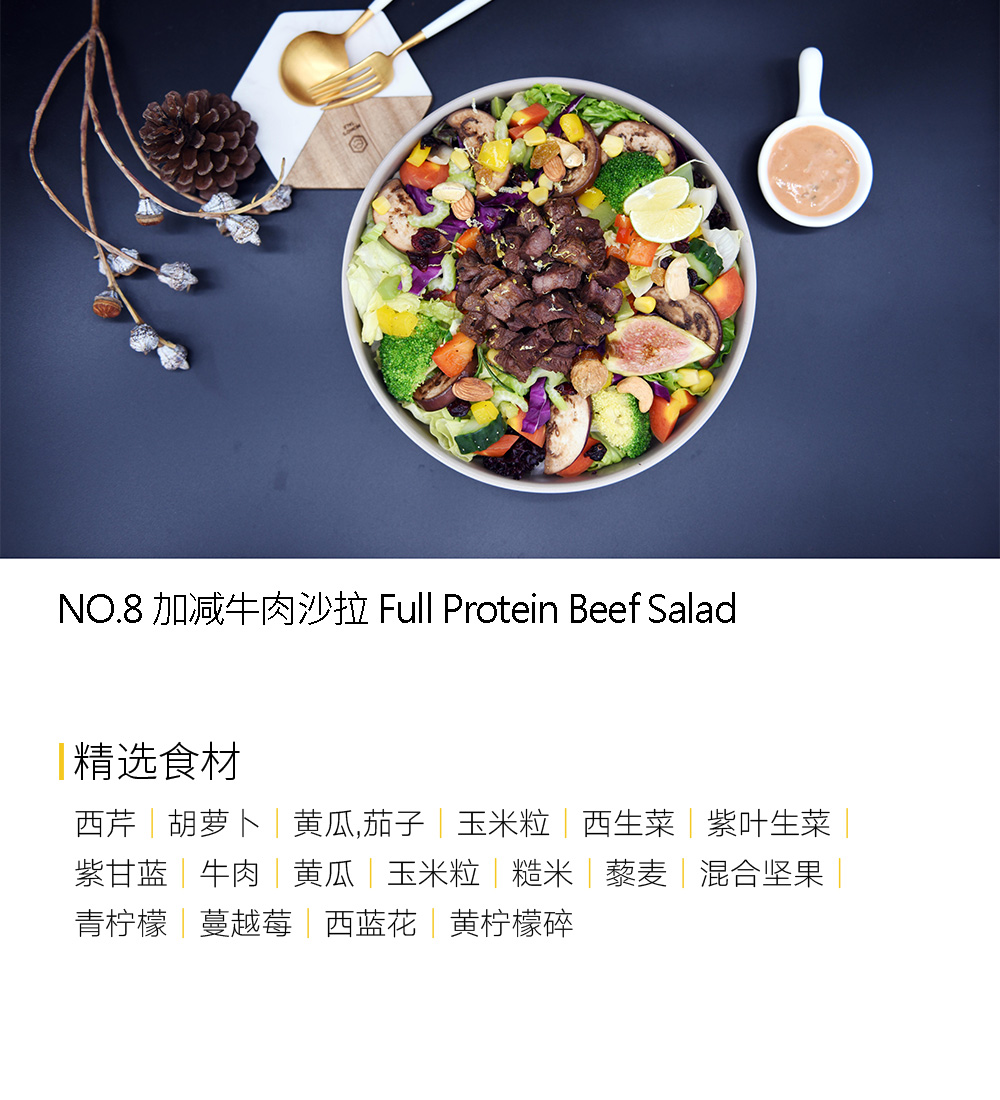 NO.8 加减牛肉沙拉 Full Protein Beef Salad
精选食材
西芹｜胡萝卜｜黄瓜,茄子｜玉米粒｜西生菜｜紫叶生菜｜
紫甘蓝｜牛肉｜黄瓜｜玉米粒｜糙米｜藜麦｜混合坚果｜
青柠檬｜蔓越莓｜西蓝花｜黄柠檬碎